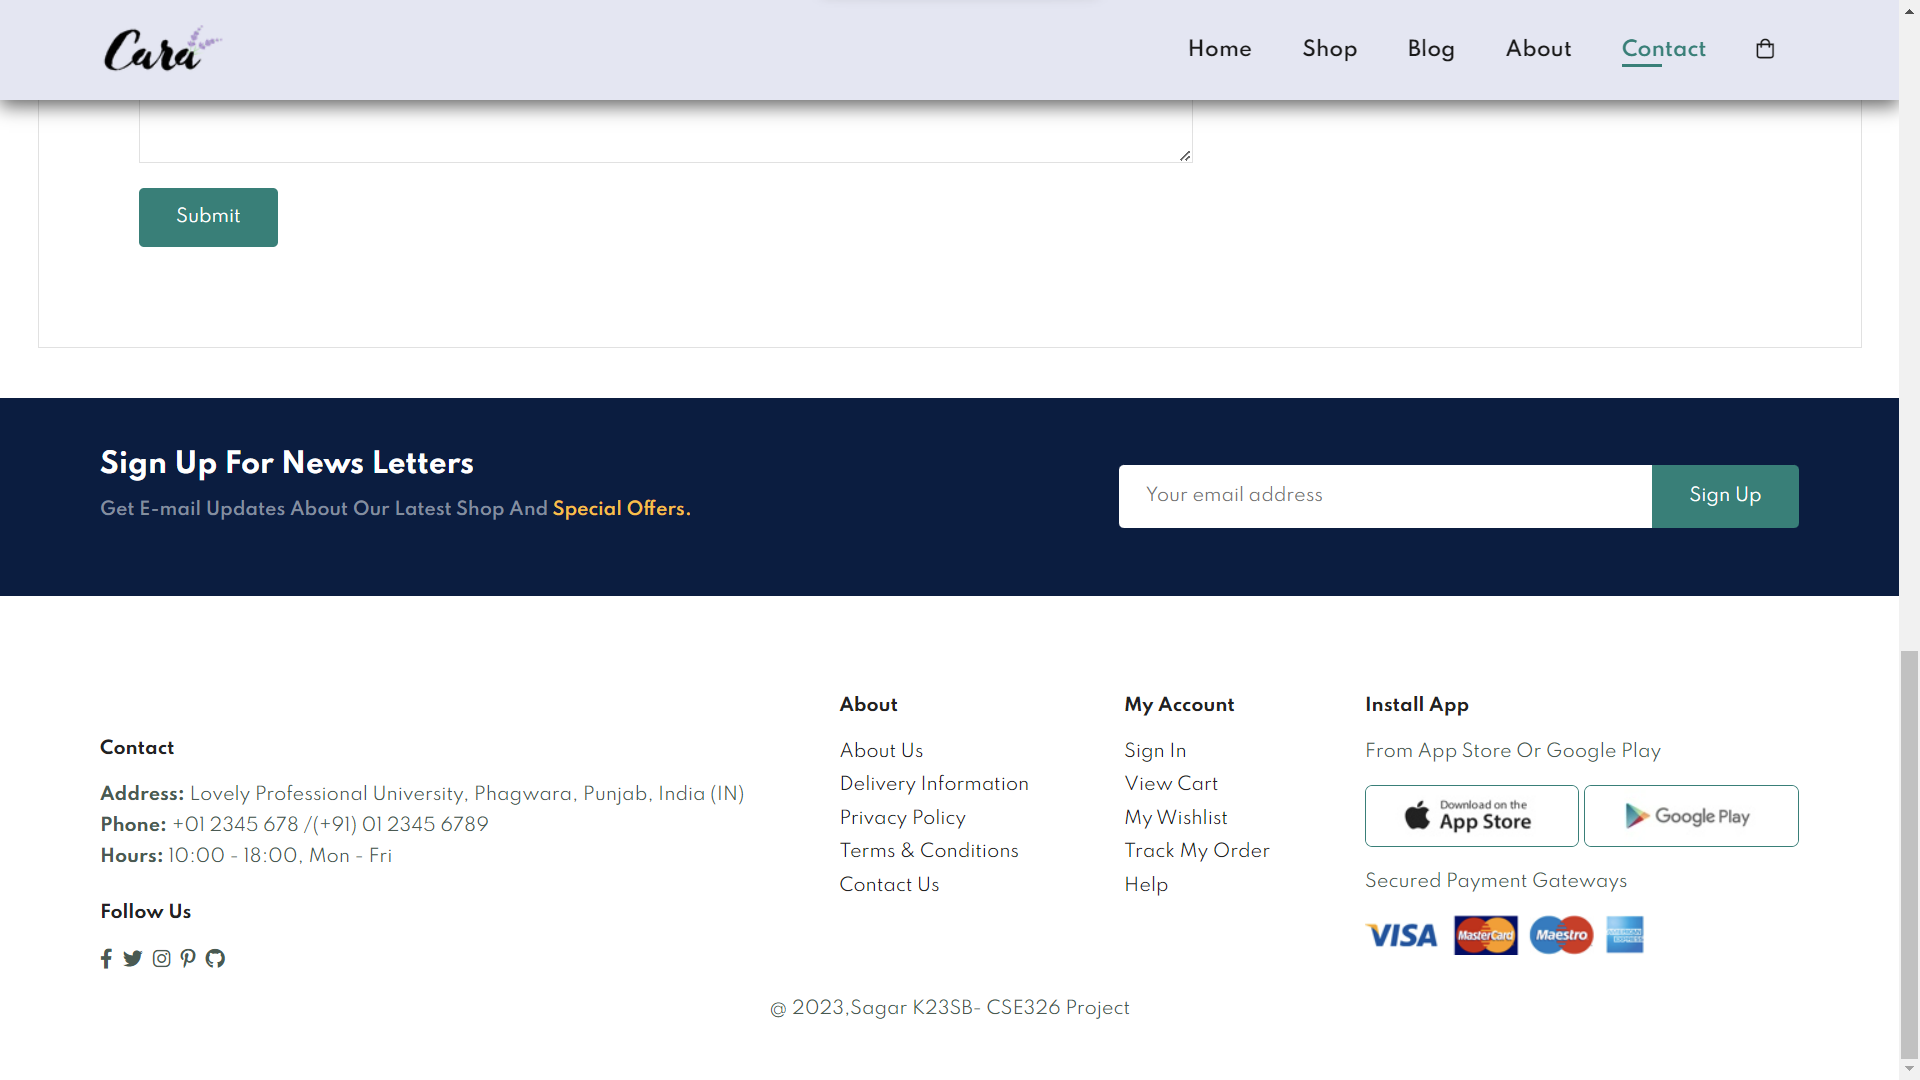 Cara
Home
Shop
Blog
About
Contact
Submit
Sign Up For News Letters
Get E-mail Updates About Our Latest Shop And Special Offers.
Your email address
Sign Up
Contact
Address: Lovely Professional University, Phagwara, Punjab, India (IN)
Phone: +01 2345 678 /(+91) 01 2345 6789
Hours: 10:00 - 18:00, Mon - Fri
Follow Us
About
About Us
Delivery Information
Privacy Policy
Terms & Conditions
Contact Us
My Account
Sign In
View Cart
My Wishlist
Track My Order
Help
Install App
From App Store Or Google Play
Download on the
App Store
Google Play
Secured Payment Gateways
VISA
MasterCard
Maestro
AMERICAN
EXPRESS
@ 2023,Sagar K23SB- CSE326 Project